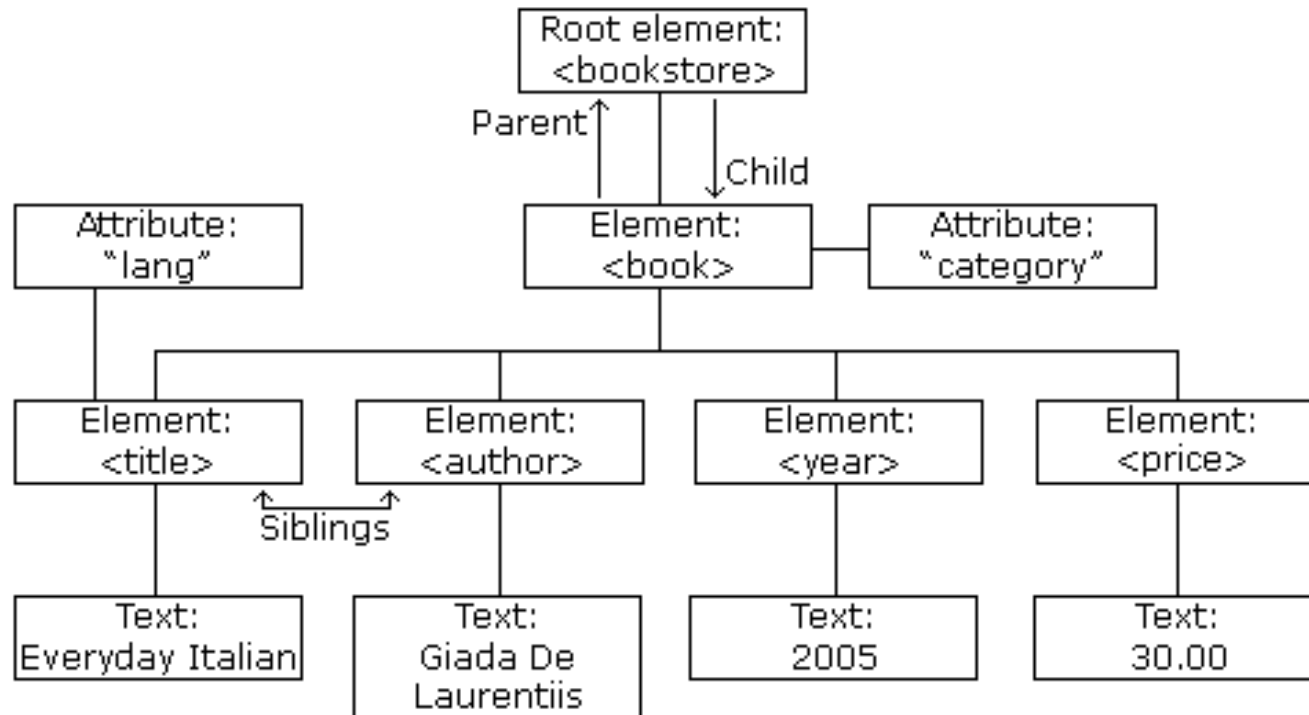 Root element:
<bookstore>
Parent
Child
Attribute:
“lang”
Element:
<book>
Attribute:
“category”
Element:
<title>
Element:
<author>
Element:
<year>
Element:
<price>
Siblings
Text:
Everyday Italian
Text:
Giada De
Laurentiis
Text:
2005
Text:
30.00